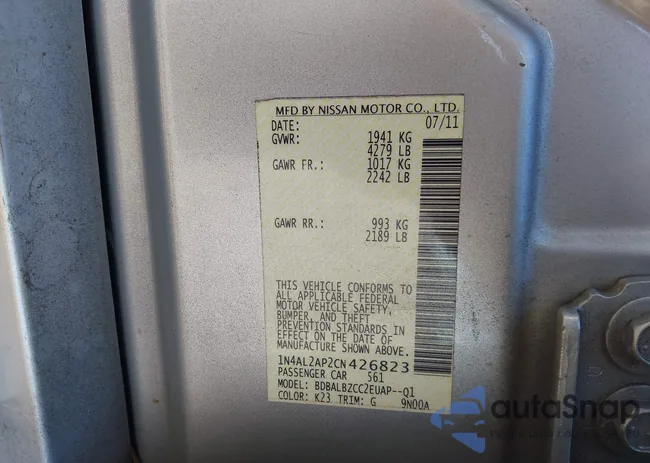 MFD BY NISSAN MOTOR CO., LTD.
DATE: 07/11
GVWR: 1941 KG
4279 LB
GAWR FR.: 1017 KG
2242 LB
GAWR RR.: 993 KG
2189 LB
THIS VEHICLE CONFORMS TO
ALL APPLICABLE FEDERAL
MOTOR VEHICLE SAFETY,
BUMPER, AND THEFT
PREVENTION STANDARDS IN
EFFECT ON THE DATE OF
MANUFACTURE SHOWN ABOVE.
1N4AL2AP2CN426823
PASSENGER CAR 561
MODEL: BDBALBZCC2EUAP--Q1
COLOR: K23 TRIM: G 9N00A
autoSnap